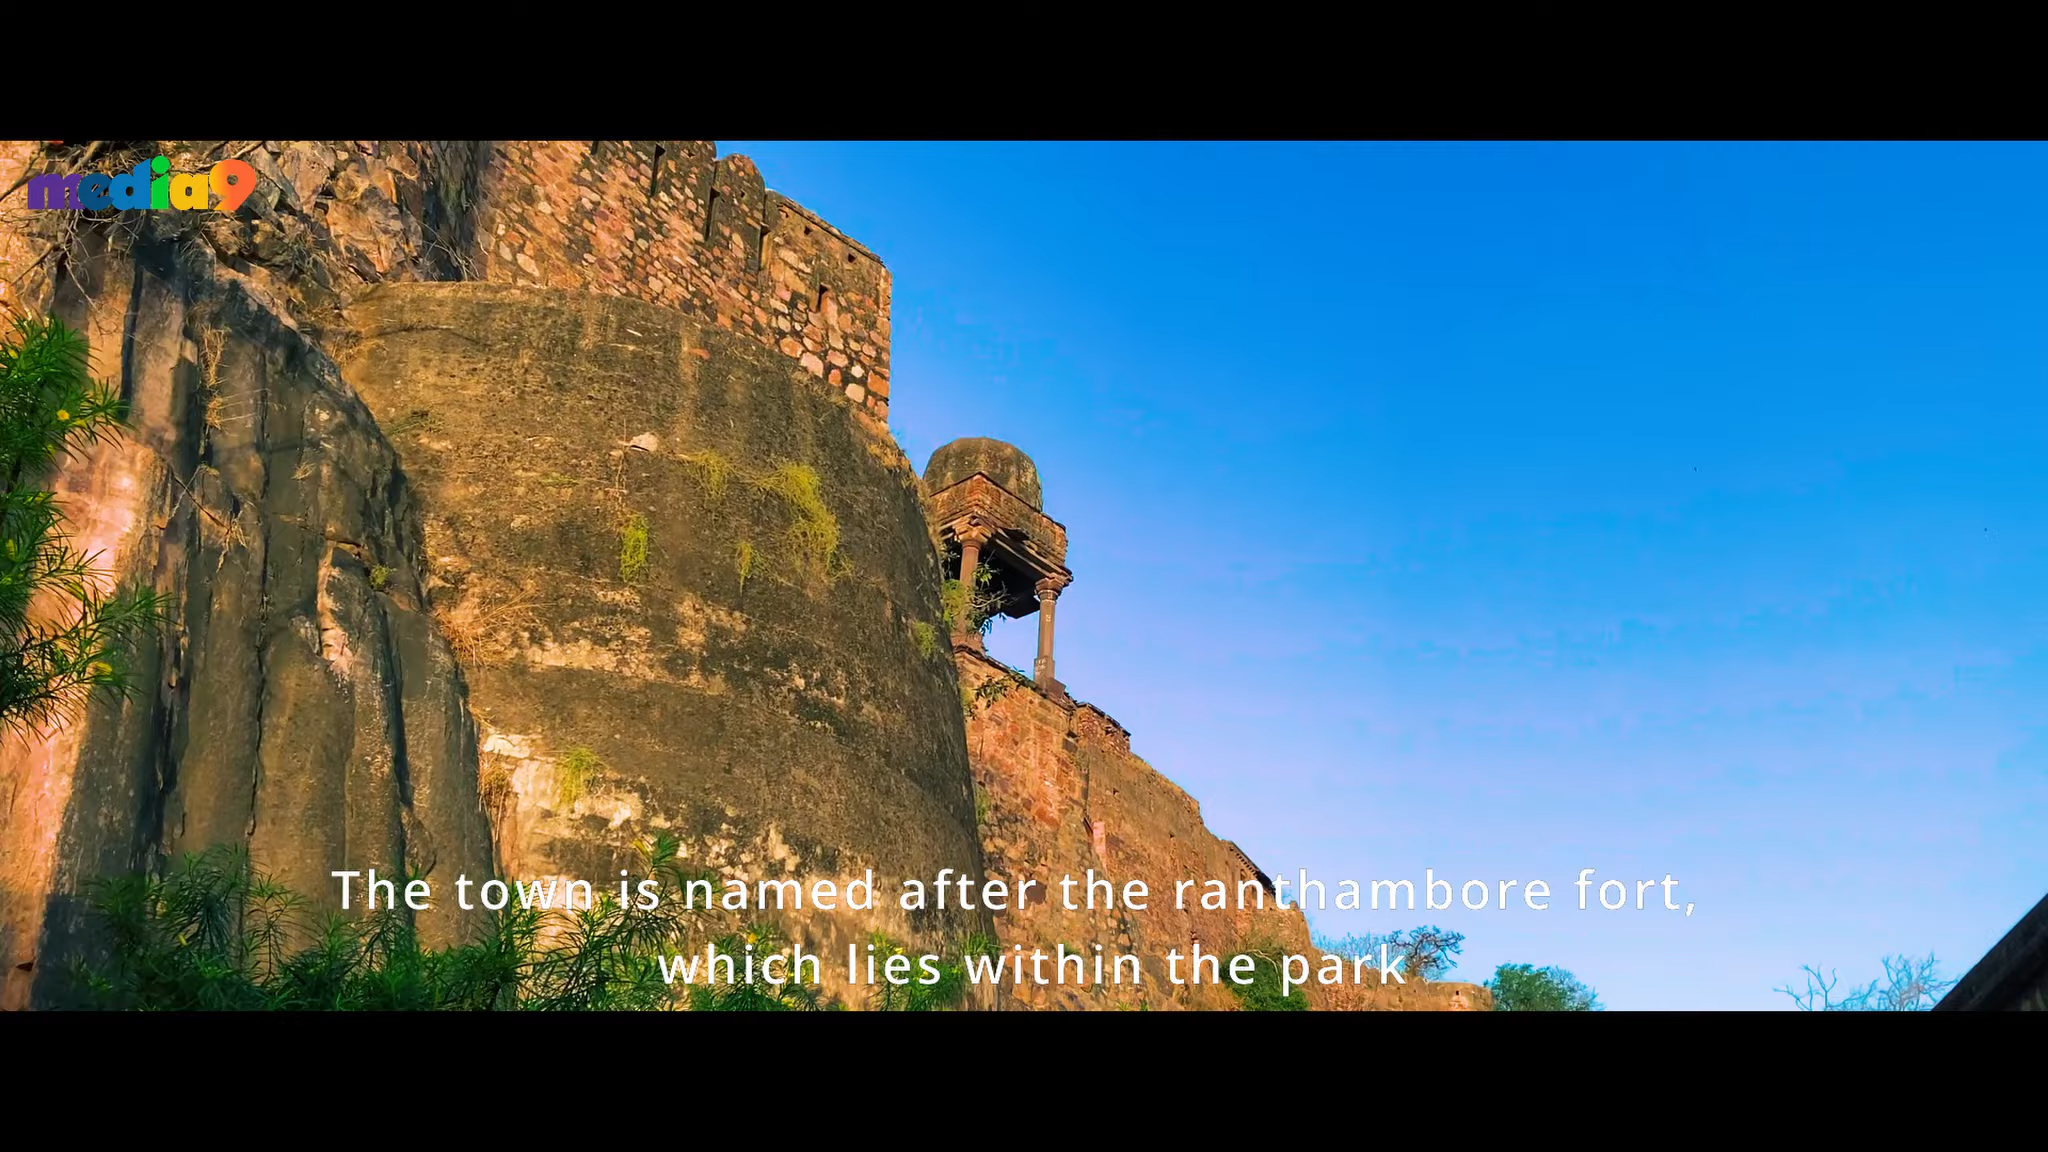 media9
The town is named after the ranthambore fort,
which lies within the park